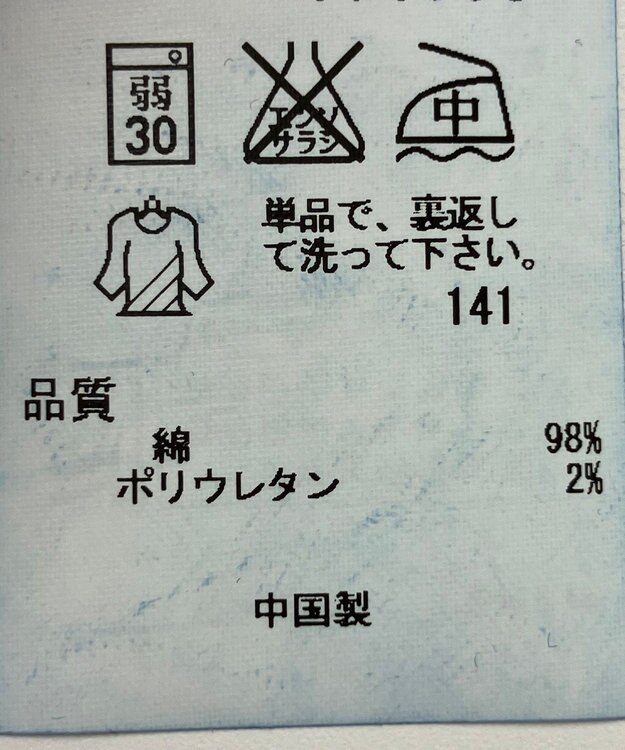 弱
30
エンソ
サラシ
中
単品で、裏返し
て洗って下さい。
141
品質
綿 98%
ポリウレタン 2%
中国製